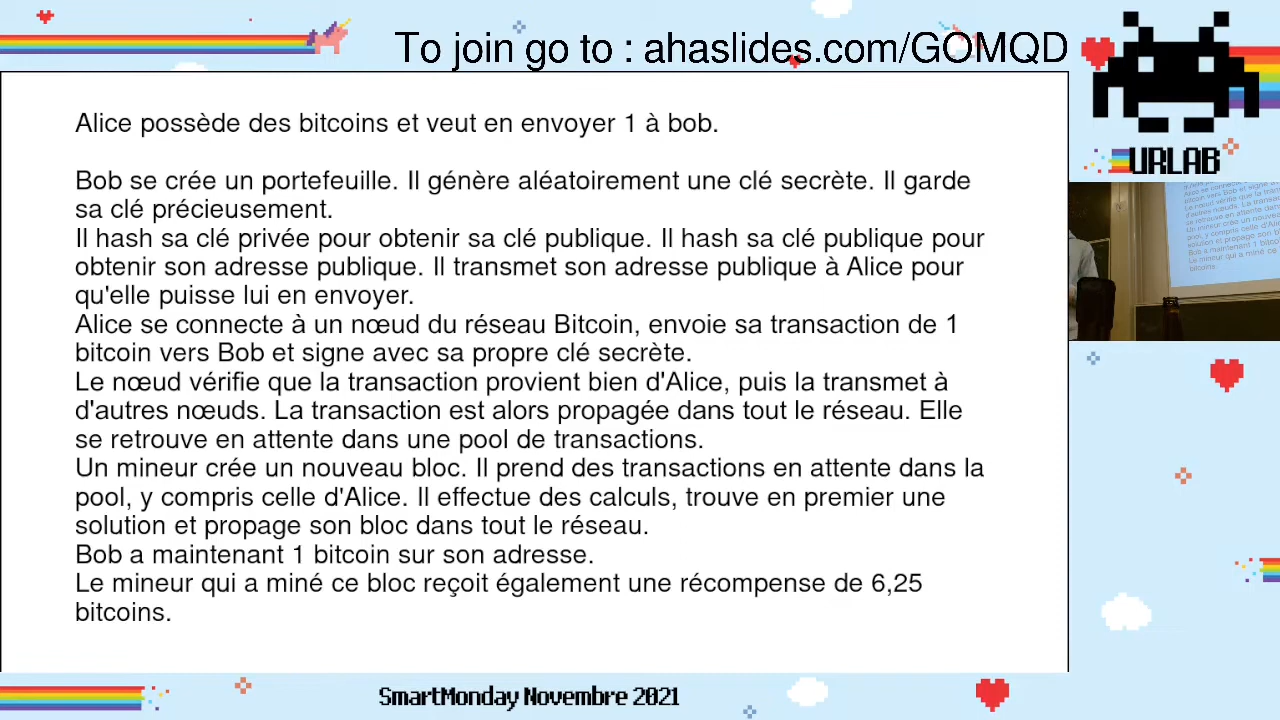 To join go to : ahaslides.com/GOMQD
URLAB
Alice possède des bitcoins et veut en envoyer 1 à bob.
Bob se crée un portefeuille. Il génère aléatoirement une clé secrète. Il garde
sa clé précieusement.
Il hash sa clé privée pour obtenir sa clé publique. Il hash sa clé publique pour
obtenir son adresse publique. Il transmet son adresse publique à Alice pour
qu'elle puisse lui en envoyer.
Alice se connecte à un nœud du réseau Bitcoin, envoie sa transaction de 1
bitcoin vers Bob et signe avec sa propre clé secrète.
Le nœud vérifie que la transaction provient bien d'Alice, puis la transmet à
d'autres nœuds. La transaction est alors propagée dans tout le réseau. Elle
se retrouve en attente dans une pool de transactions.
Un mineur crée un nouveau bloc. Il prend des transactions en attente dans la
pool, y compris celle d'Alice. Il effectue des calculs, trouve en premier une
solution et propage son bloc dans tout le réseau.
Bob a maintenant 1 bitcoin sur son adresse.
Le mineur qui a miné ce bloc reçoit également une récompense de 6,25
bitcoins.
SmartMonday Novembre 2021